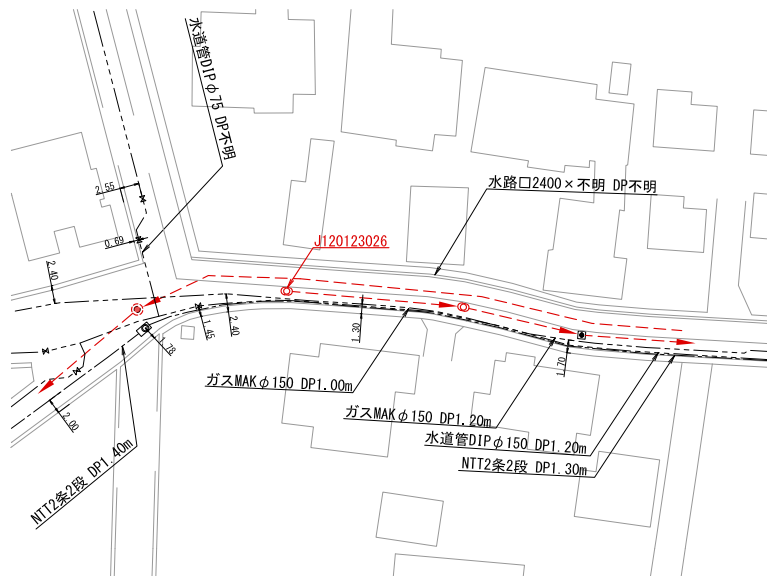 水道管DIPφ75 DP不明
水路口2400×不明 DP不明
2.55
0.69
J120123026
2.40
2.40
1.45
1.30
1.78
1.70
ガスMAKφ150 DP1.00m
ガスMAKφ150 DP1.20m
2.00
水道管DIPφ150 DP1.20m
NTT2条2段 DP1.40m
NTT2条2段 DP1.30m